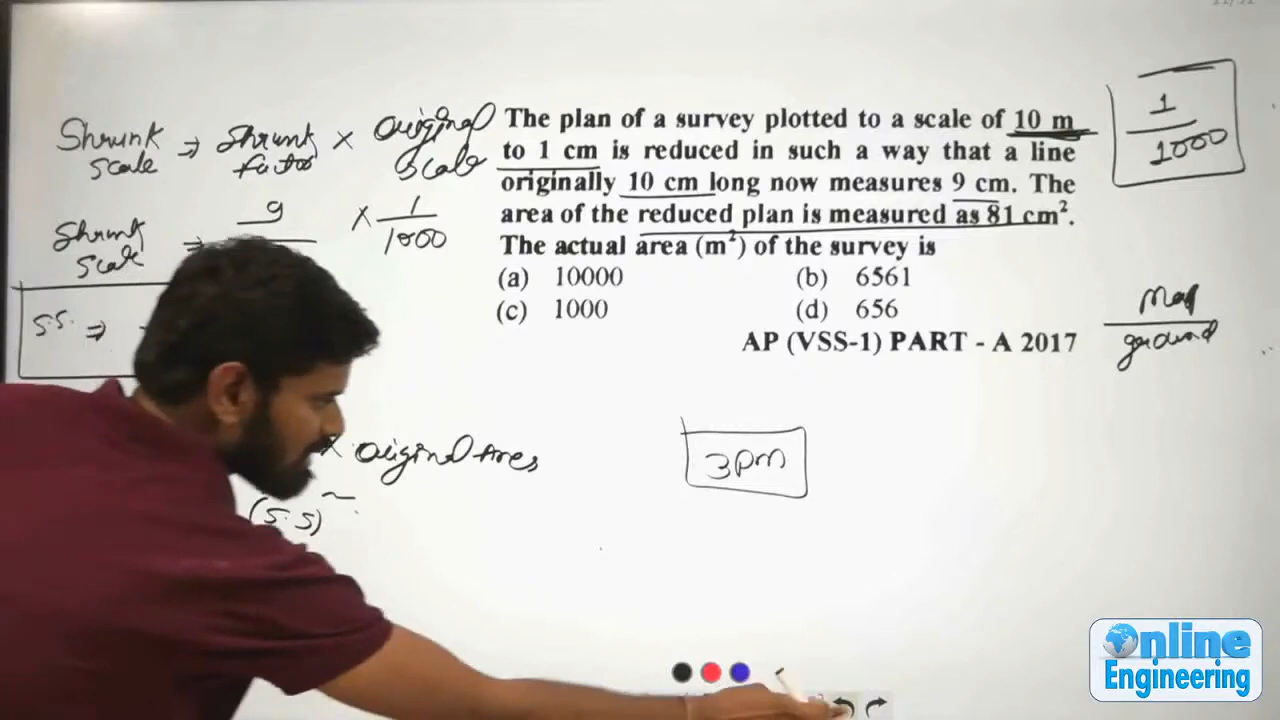 Shrunk scale ⇒ Shrunk factor × Original scale
Shrunk scale ⇒ 9 × 1/1000
S.S. ⇒
× Original Area
(S.S)
The plan of a survey plotted to a scale of 10 m
to 1 cm is reduced in such a way that a line
originally 10 cm long now measures 9 cm. The
area of the reduced plan is measured as 81 cm².
The actual area (m²) of the survey is
(a) 10000 (b) 6561
(c) 1000 (d) 656
AP (VSS-1) PART - A 2017
1
1000
Map
ground
3pm
Online
Engineering